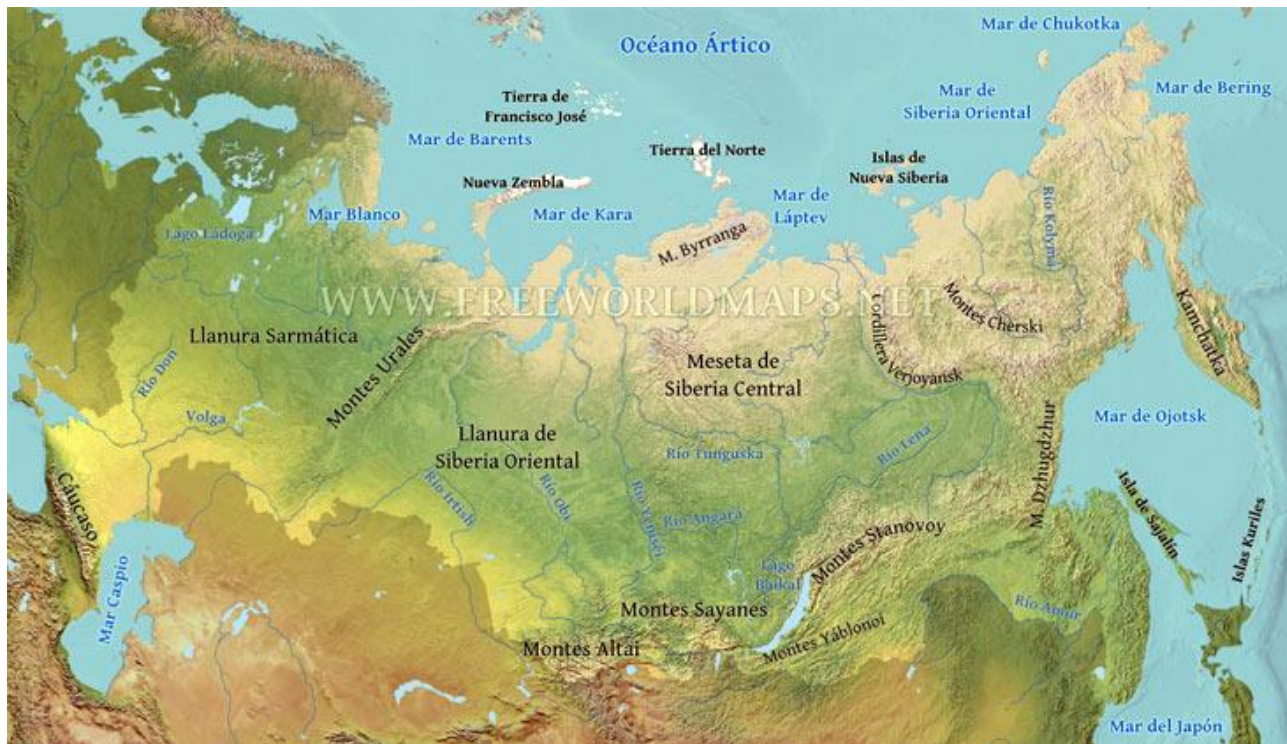 Mar de Chukotka
Océano Ártico
Mar de
Siberia Oriental
Mar de Bering
Tierra de
Francisco José
Mar de Barents
Tierra del Norte
Islas de
Nueva Siberia
Nueva Zembla
Mar de Kara
Mar de
Láptev
Mar Blanco
Lago Ládoga
M. Byrranga
Río Kolyma
WWW.FREEWORLDMAPS.NET
Cordillera Verjoyansk
Montes Cherski
Kamchatka
Llanura Sarmática
Montes Urales
Río Don
Meseta de
Siberia Central
Volga
Mar de Ojotsk
Llanura de
Siberia Oriental
Río Tunguska
Río Lena
M. Dzhugdzhur
Cáucaso
Río Irtish
Río Obi
Río Yenisei
Río Angara
Isla de Sajalín
Islas Kuriles
Montes Stanovoy
Lago
Baikal
Mar Caspio
Montes Sayanes
Río Amur
Montes Altai
Montes Yáblonoi
Mar del Japón